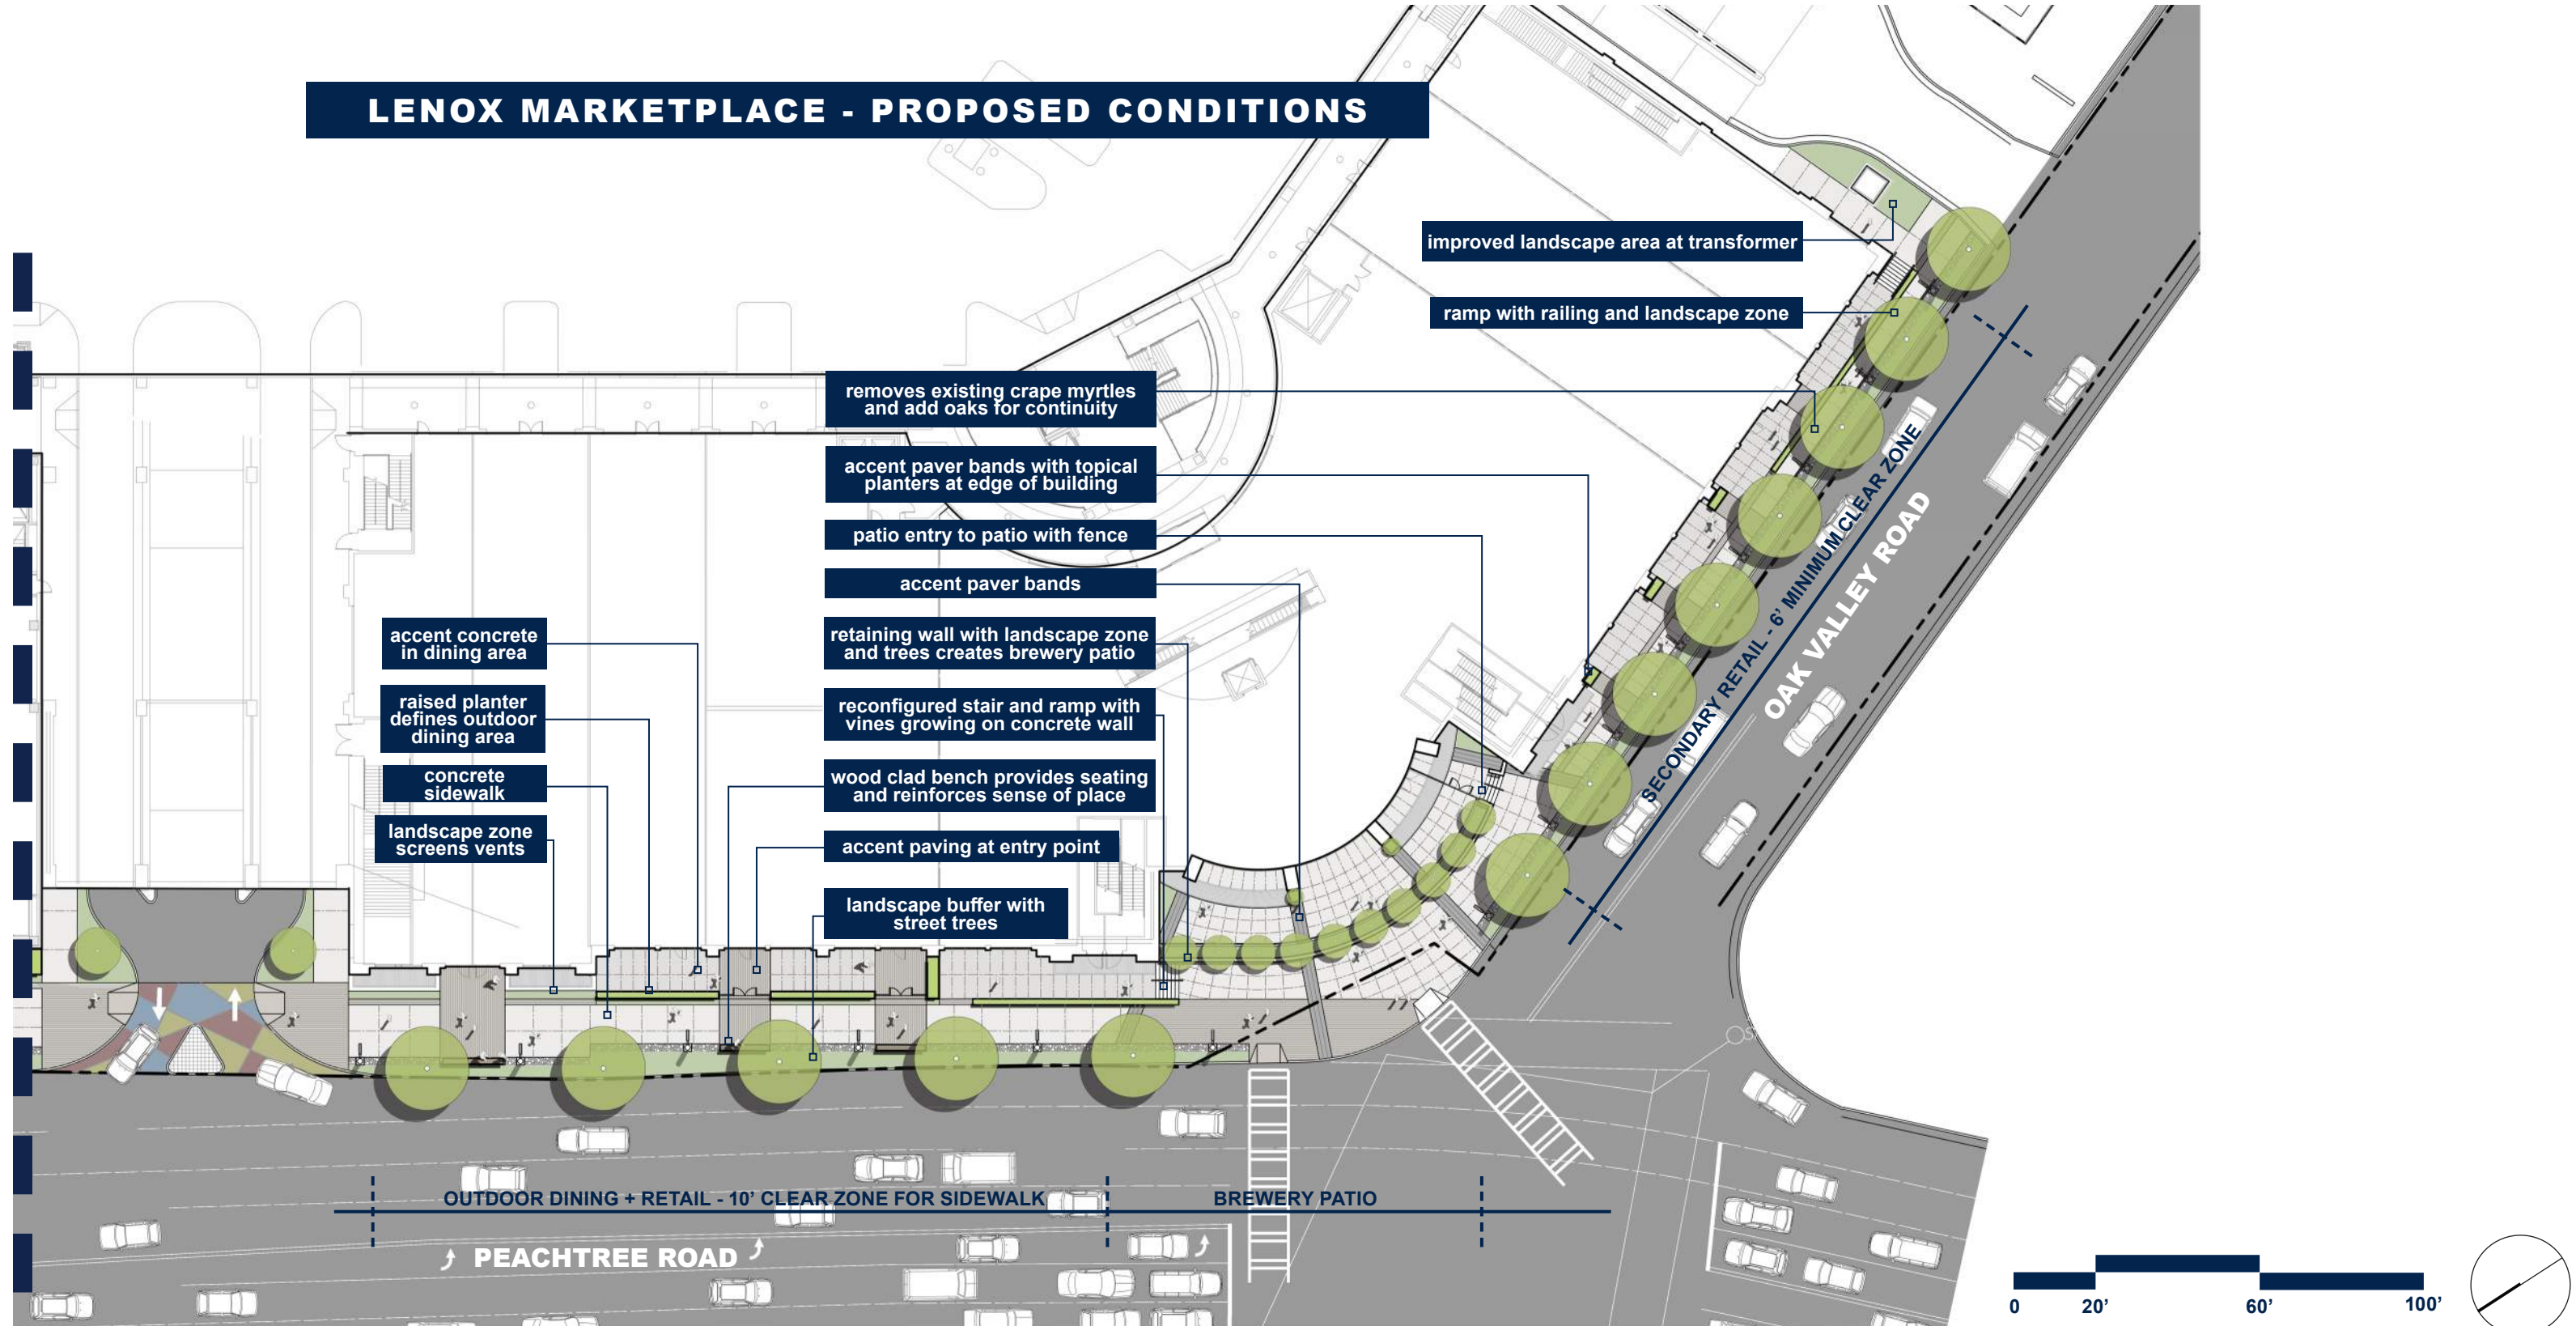 LENOX MARKETPLACE - PROPOSED CONDITIONS
improved landscape area at transformer
ramp with railing and landscape zone
removes existing crape myrtles
and add oaks for continuity
accent paver bands with topical
planters at edge of building
patio entry to patio with fence
accent paver bands
retaining wall with landscape zone
and trees creates brewery patio
reconfigured stair and ramp with
vines growing on concrete wall
wood clad bench provides seating
and reinforces sense of place
accent paving at entry point
landscape buffer with
street trees
accent concrete
in dining area
raised planter
defines outdoor
dining area
concrete
sidewalk
landscape zone
screens vents
SECONDARY RETAIL - 6’ MINIMUM CLEAR ZONE
OAK VALLEY ROAD
OUTDOOR DINING + RETAIL - 10’ CLEAR ZONE FOR SIDEWALK
BREWERY PATIO
PEACHTREE ROAD
0 20’ 60’ 100’